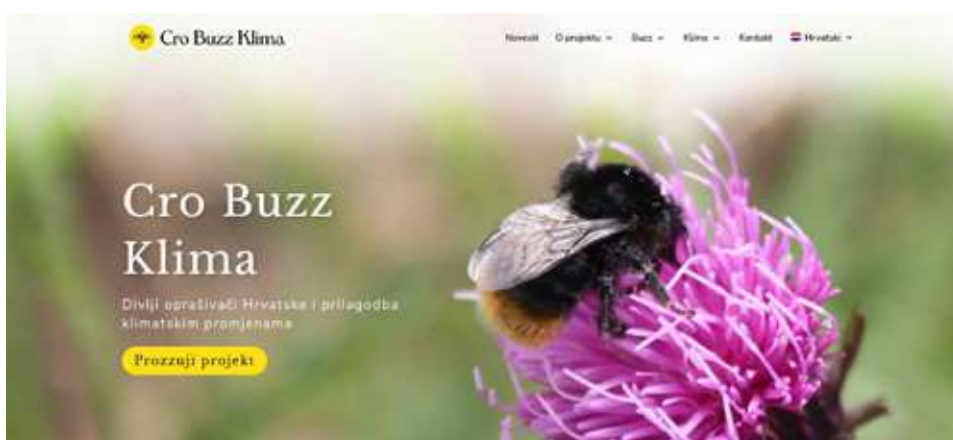 Cro Buzz Klima
Novosti O projektu Buzz Klima Kontakt Hrvatski
Cro Buzz
Klima
Divlji oprašivači Hrvatske i prilagodba
klimatskim promjenama
Prozzuji projekt